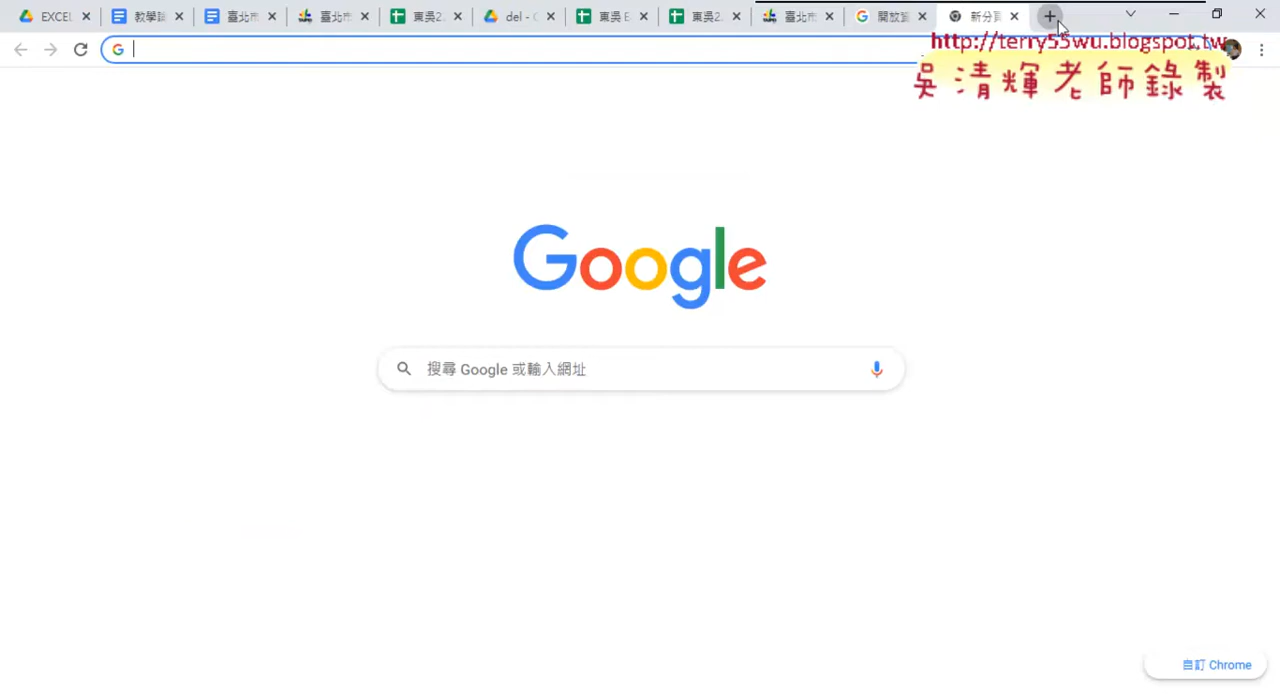 EXCEL
教學
臺北市
臺北市
東吳2
del - C
東吳 E
東吳2
臺北市
開放資
新分頁
http://terry55wu.blogspot.tw
吳清輝老師錄製
Google
搜尋 Google 或輸入網址
自訂 Chrome